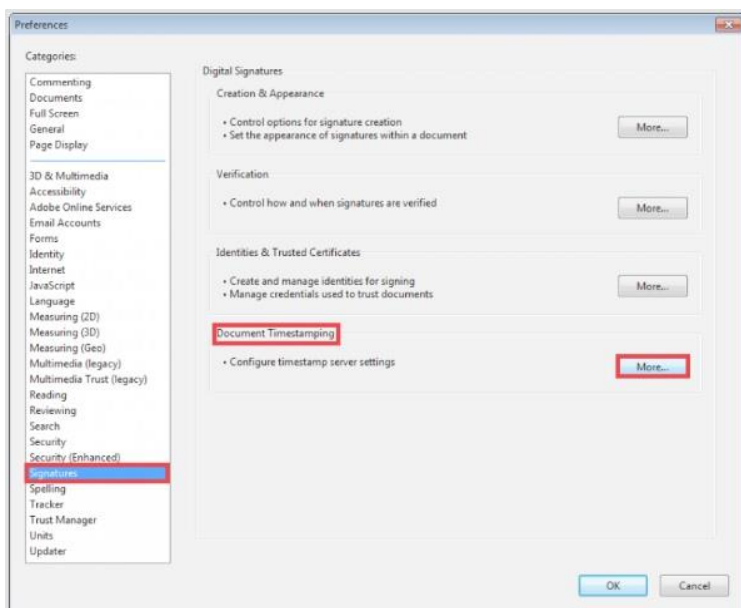 Preferences
Categories:
Commenting
Documents
Full Screen
General
Page Display
3D & Multimedia
Accessibility
Adobe Online Services
Email Accounts
Forms
Identity
Internet
JavaScript
Language
Measuring (2D)
Measuring (3D)
Measuring (Geo)
Multimedia (legacy)
Multimedia Trust (legacy)
Reading
Reviewing
Search
Security
Security (Enhanced)
Signatures
Spelling
Tracker
Trust Manager
Units
Updater
Digital Signatures
Creation & Appearance
• Control options for signature creation
• Set the appearance of signatures within a document
More...
Verification
• Control how and when signatures are verified
More...
Identities & Trusted Certificates
• Create and manage identities for signing
• Manage credentials used to trust documents
More...
Document Timestamping
• Configure timestamp server settings
More...
OK
Cancel